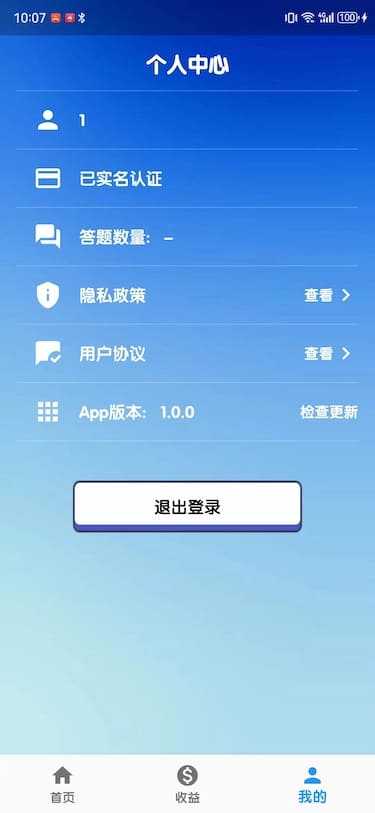 10:07
4G
100
个人中心
1
已实名认证
答题数量： –
隐私政策 查看
用户协议 查看
App版本： 1.0.0 检查更新
退出登录
首页 收益 我的